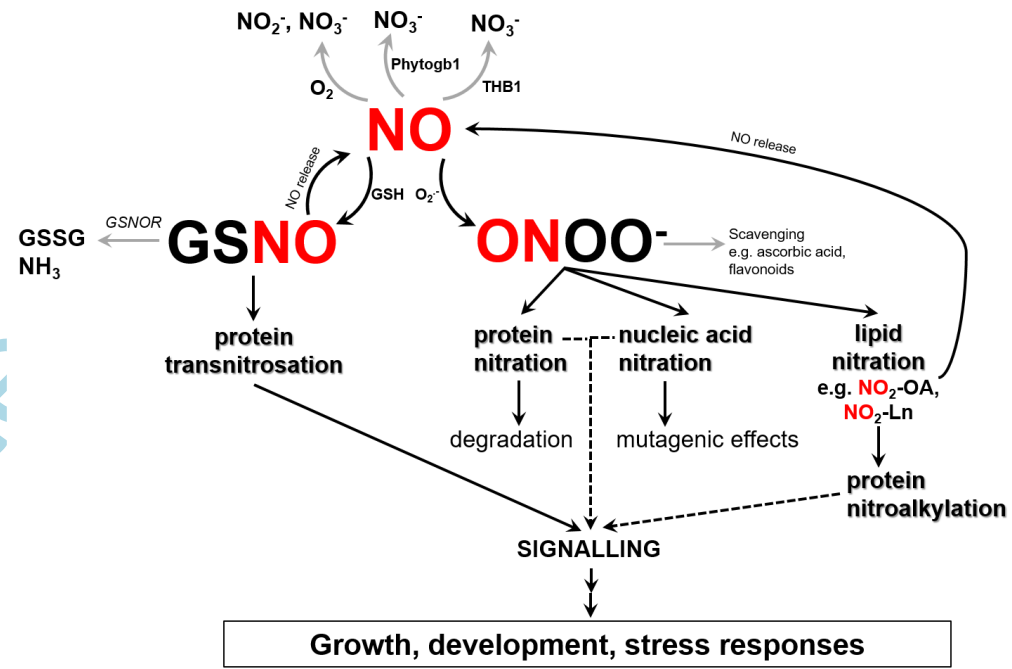 NO₂⁻, NO₃⁻
NO₃⁻
NO₃⁻
O₂
Phytogb1
THB1
NO
NO release
NO release
GSH
O₂·⁻
GSNOR
GSSG
NH₃
GSNO
ONOO⁻
Scavenging
e.g. ascorbic acid,
flavonoids
protein
transnitrosation
protein
nitration
nucleic acid
nitration
lipid
nitration
e.g. NO₂-OA,
NO₂-Ln
degradation
mutagenic effects
protein
nitroalkylation
SIGNALLING
Growth, development, stress responses